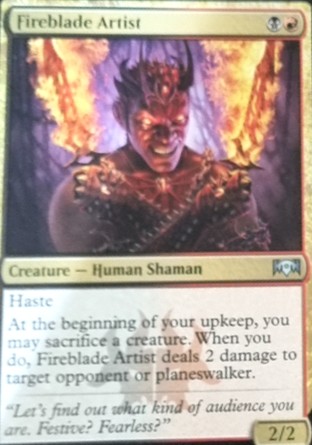 Fireblade Artist
Creature — Human Shaman
Haste
At the beginning of your upkeep, you
may sacrifice a creature. When you
do, Fireblade Artist deals 2 damage to
target opponent or planeswalker.
“Let’s find out what kind of audience you
are. Festive? Fearless?”
2/2